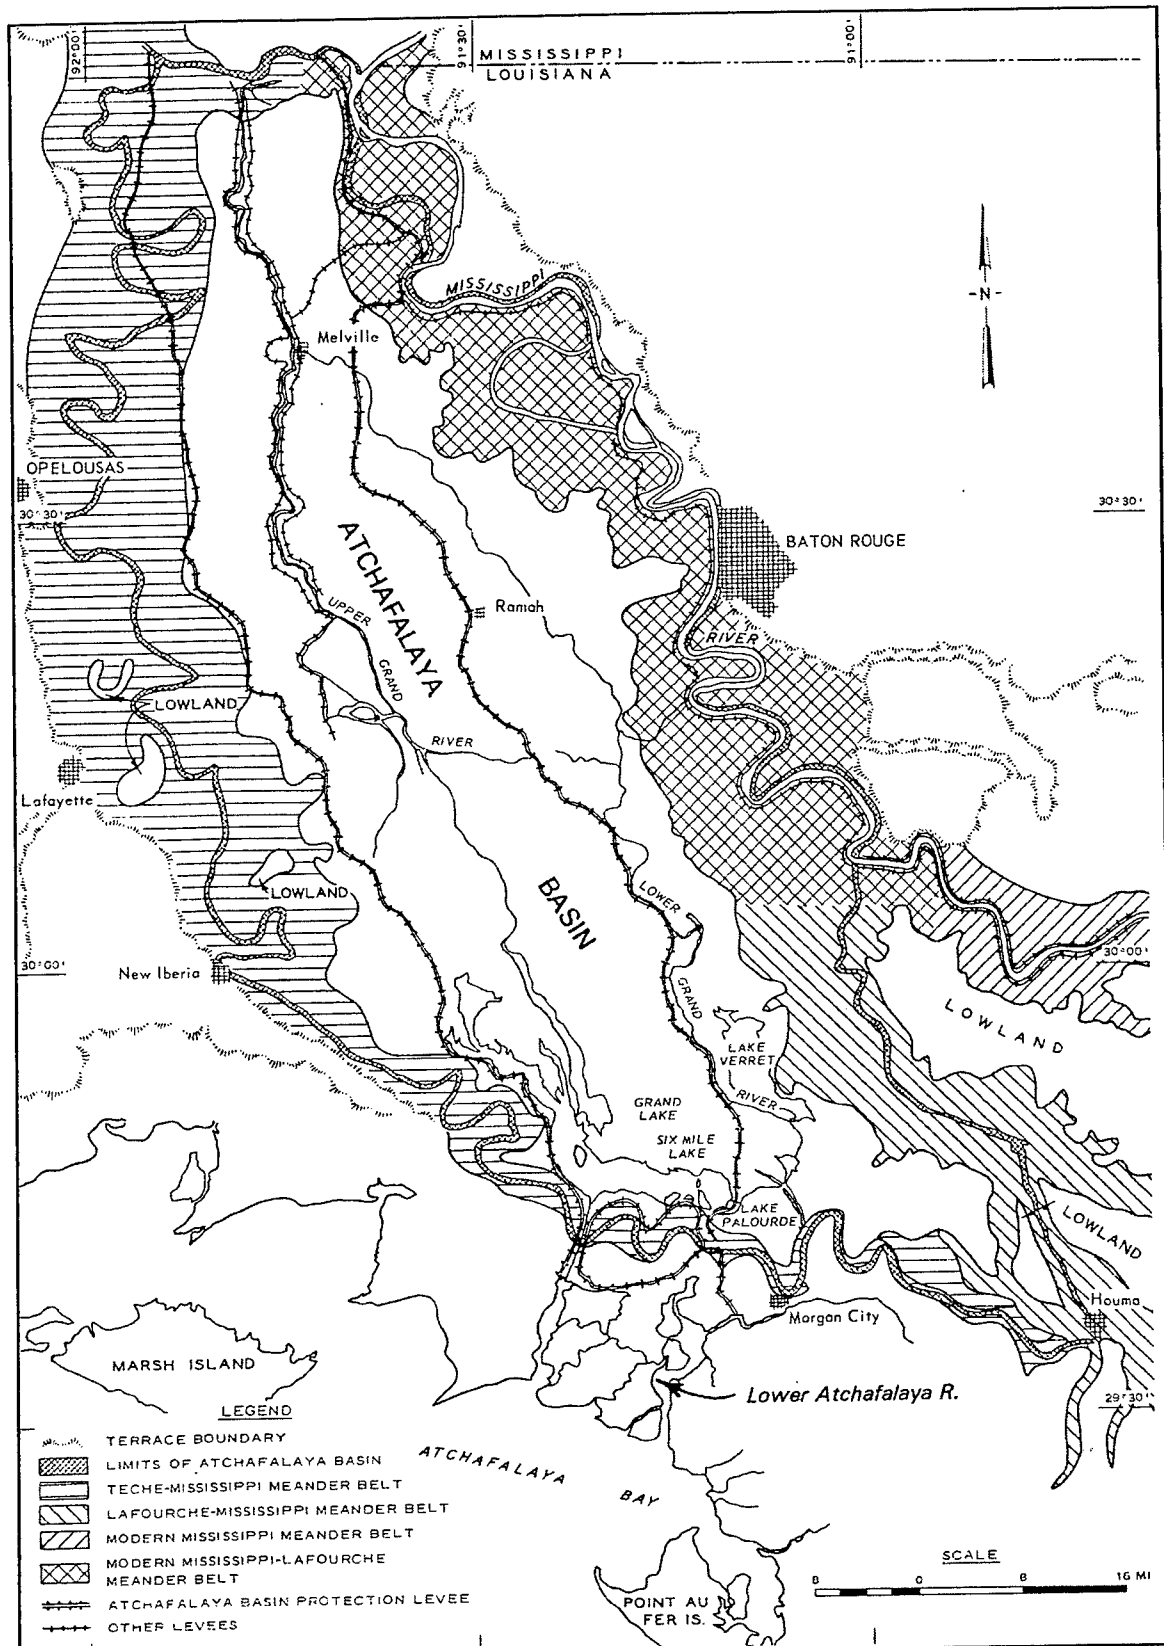 92°00'
91°30'
91°00'
MISSISSIPPI
LOUISIANA
-N-
MISSISSIPPI
Melville
OPELOUSAS
30°30'
30°30'
BATON ROUGE
ATCHAFALAYA
Ramah
UPPER
RIVER
GRAND
LOWLAND
RIVER
Lafayette
BASIN
LOWER
LOWLAND
New Iberia
30°00'
30°00'
GRAND
LOWLAND
LAKE
VERRET
GRAND
LAKE
RIVER
SIX MILE
LAKE
LAKE
PALOURDE
LOWLAND
Houma
Morgan City
MARSH ISLAND
Lower Atchafalaya R.
29°30'
LEGEND
TERRACE BOUNDARY
LIMITS OF ATCHAFALAYA BASIN
TECHE-MISSISSIPPI MEANDER BELT
LAFOURCHE-MISSISSIPPI MEANDER BELT
MODERN MISSISSIPPI MEANDER BELT
MODERN MISSISSIPPI-LAFOURCHE
MEANDER BELT
ATCHAFALAYA BASIN PROTECTION LEVEE
OTHER LEVEES
ATCHAFALAYA
BAY
POINT AU
FER IS.
SCALE
8 0 8 16 MI